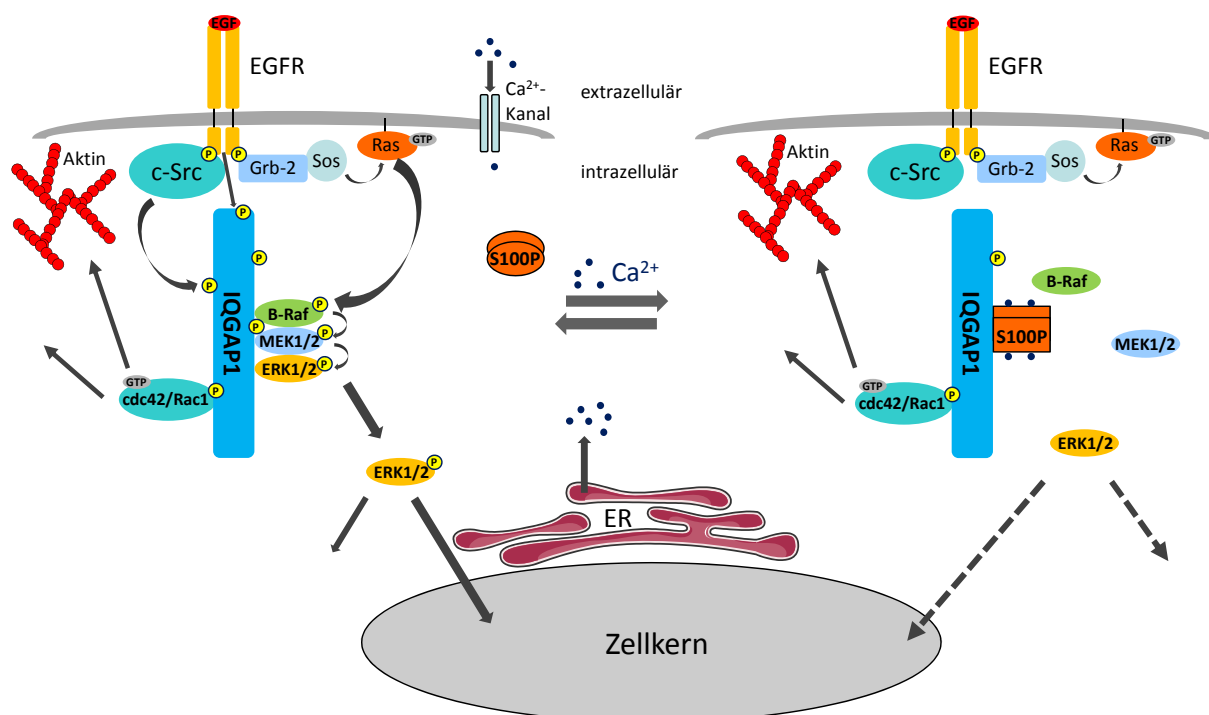 EGF
EGFR
Ca²⁺-
Kanal
extrazellulär
intrazellulär
Aktin
c-Src
P
P
Grb-2
Sos
Ras
GTP
P
P
P
IQGAP1
B-Raf
P
P
MEK1/2
P
ERK1/2
P
GTP
cdc42/Rac1
P
ERK1/2
P
S100P
Ca²⁺
ER
Zellkern
EGF
EGFR
Aktin
c-Src
P
P
Grb-2
Sos
Ras
GTP
P
IQGAP1
B-Raf
S100P
MEK1/2
GTP
cdc42/Rac1
P
ERK1/2